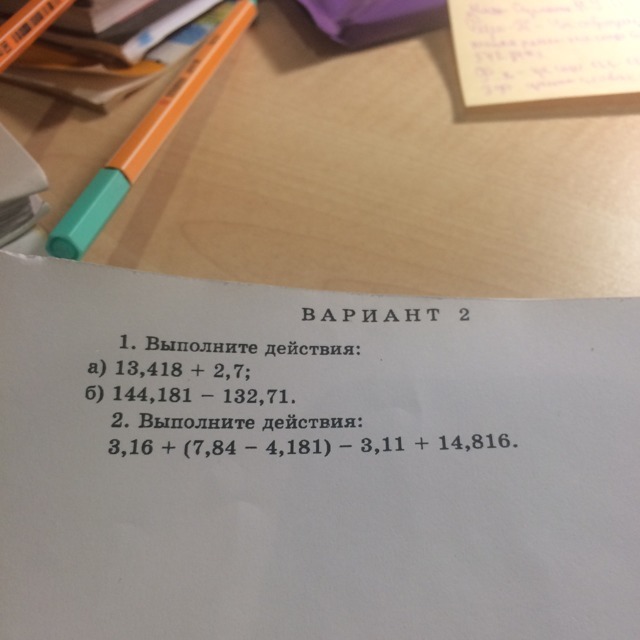 ВАРИАНТ 2
1. Выполните действия:
а) 13,418 + 2,7;
б) 144,181 − 132,71.
2. Выполните действия:
3,16 + (7,84 − 4,181) − 3,11 + 14,816.